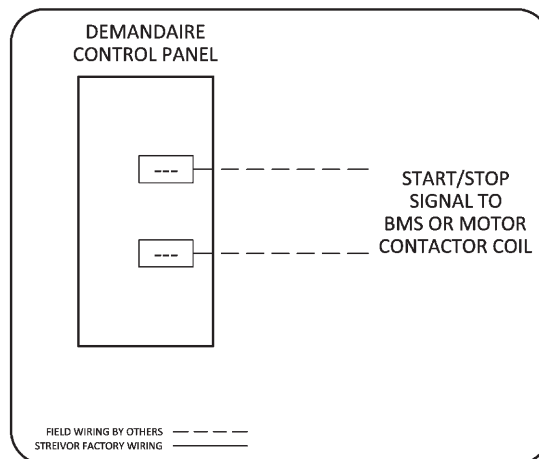 DEMANDAIRE
CONTROL PANEL
---
START/STOP
SIGNAL TO
BMS OR MOTOR
CONTACTOR COIL
---
FIELD WIRING BY OTHERS
STREIVOR FACTORY WIRING